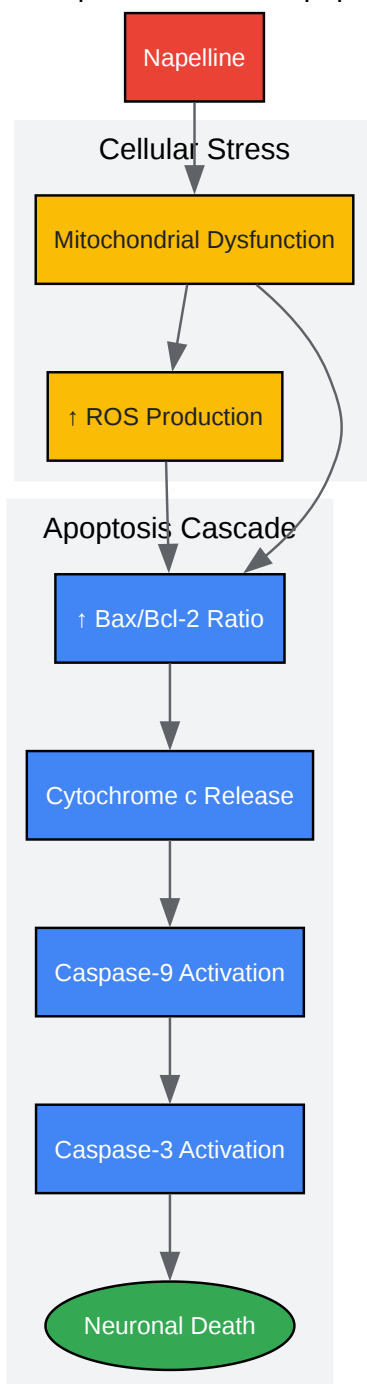 Napelline
Cellular Stress
Mitochondrial Dysfunction
↑ ROS Production
Apoptosis Cascade
↑ Bax/Bcl-2 Ratio
Cytochrome c Release
Caspase-9 Activation
Caspase-3 Activation
Neuronal Death